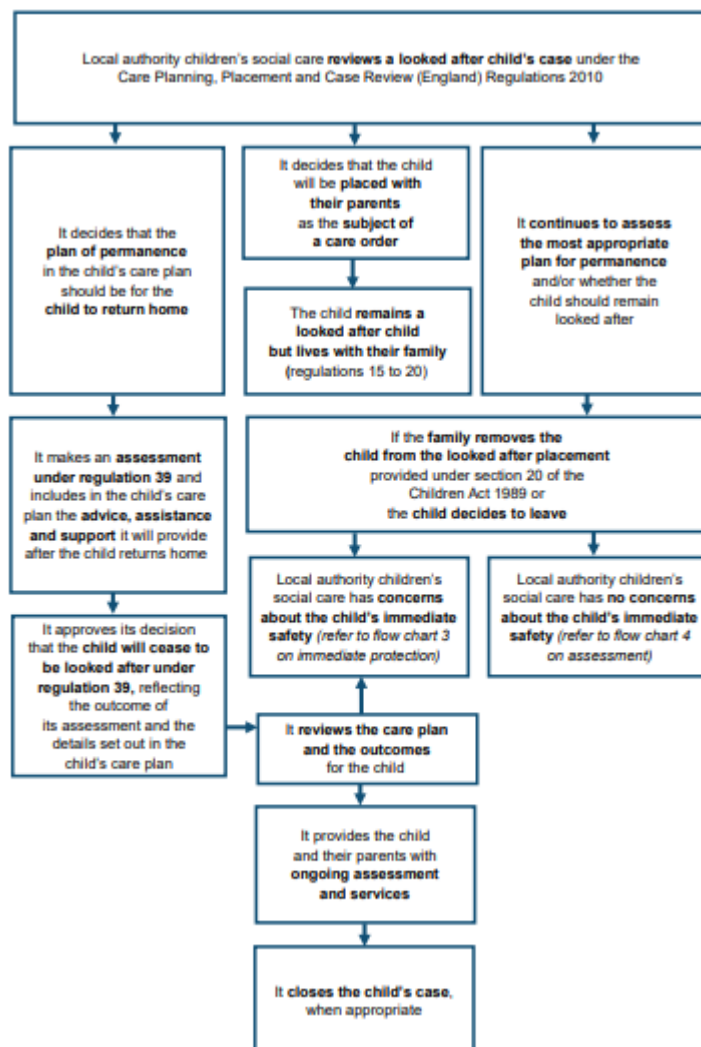 Local authority children's social care reviews a looked after child's case under the
Care Planning, Placement and Case Review (England) Regulations 2010
It decides that the
plan of permanence
in the child's care plan
should be for the
child to return home
It decides that the child
will be placed with
their parents
as the subject of
a care order
It continues to assess
the most appropriate
plan for permanence
and/or whether the
child should remain
looked after
The child remains a
looked after child
but lives with their family
(regulations 15 to 20)
It makes an assessment
under regulation 39 and
includes in the child's care
plan the advice, assistance
and support it will provide
after the child returns home
If the family removes the
child from the looked after placement
provided under section 20 of the
Children Act 1989 or
the child decides to leave
Local authority children's
social care has concerns
about the child's immediate
safety (refer to flow chart 3
on immediate protection)
Local authority children's
social care has no concerns
about the child's immediate
safety (refer to flow chart 4
on assessment)
It approves its decision
that the child will cease to
be looked after under
regulation 39, reflecting
the outcome of
its assessment and the
details set out in the
child's care plan
It reviews the care plan
and the outcomes
for the child
It provides the child
and their parents with
ongoing assessment
and services
It closes the child's case,
when appropriate